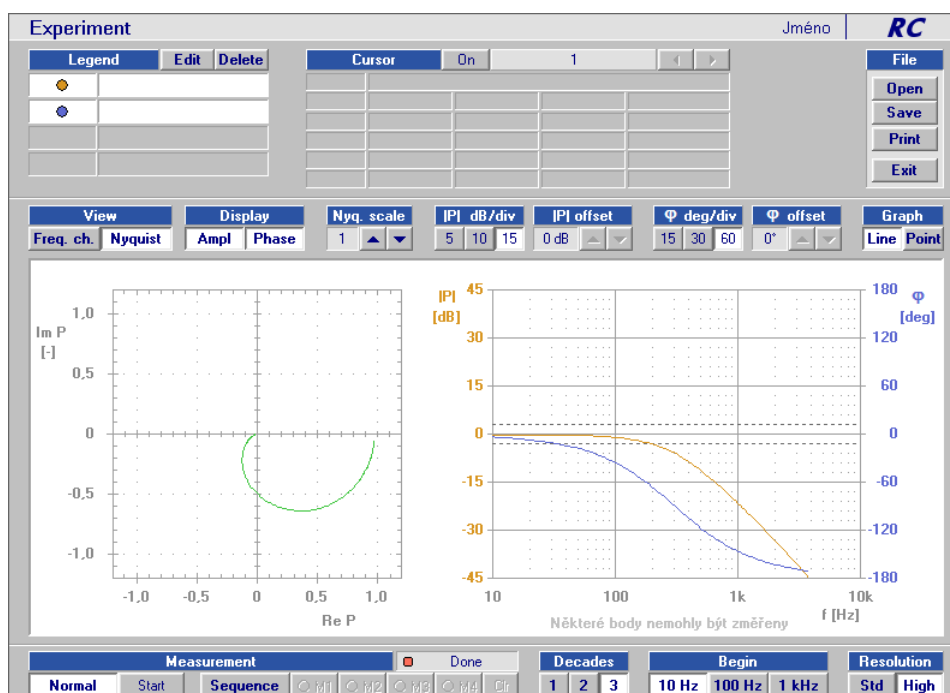 Experiment Jméno RC
Legend Edit Delete Cursor On 1 File
Open
Save
Print
Exit
View Display Nyq. scale |P| dB/div |P| offset φ deg/div φ offset Graph
Freq. ch. Nyquist Ampl Phase 1 5 10 15 0 dB 15 30 60 0° Line Point
Im P
[-]
1,0
0,5
0
-0,5
-1,0
-1,0 -0,5 0 0,5 1,0
Re P
|P|
[dB]
45
30
15
0
-15
-30
-45
180
120
60
0
-60
-120
-180
φ
[deg]
10 100 1k 10k
f [Hz]
Některé body nemohly být změřeny
Measurement Done Decades Begin Resolution
Normal Start Sequence M1 M2 M3 M4 Clr 1 2 3 10 Hz 100 Hz 1 kHz Std High